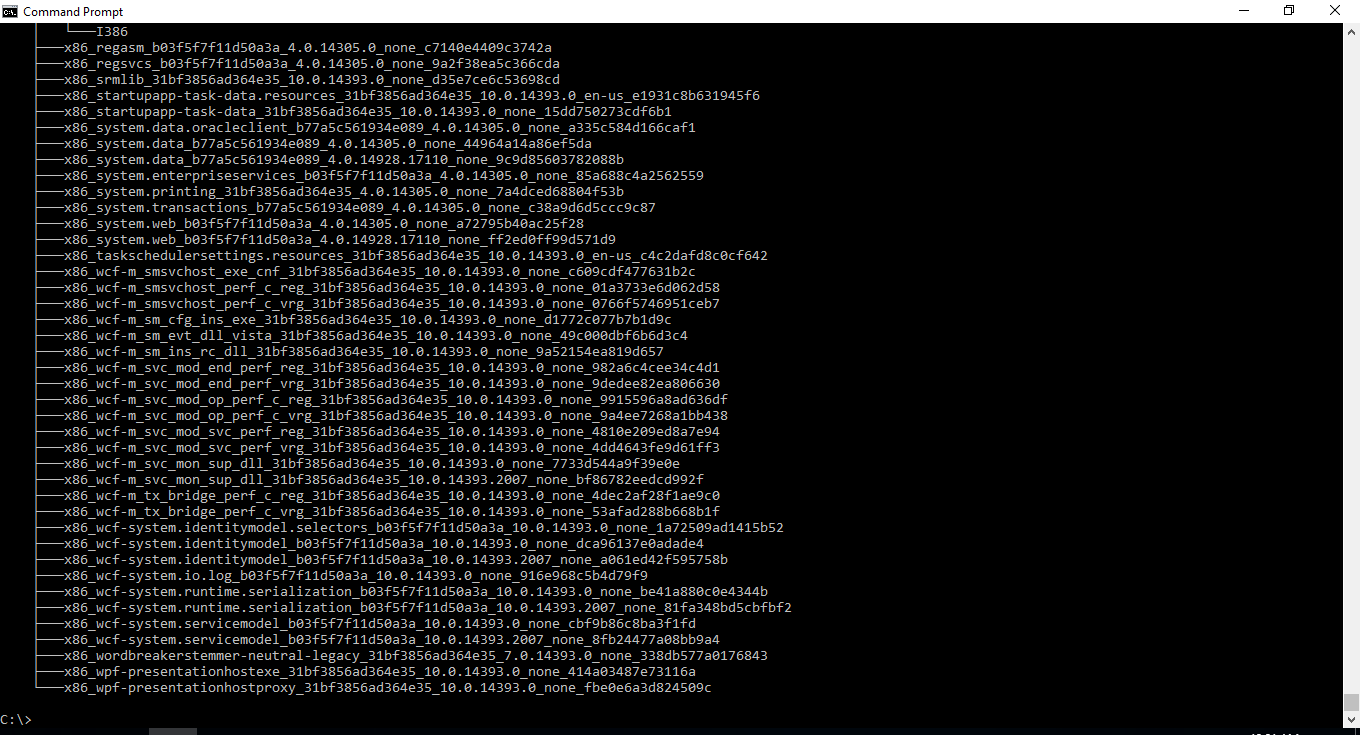 Command Prompt
│   └───I386
├───x86_regasm_b03f5f7f11d50a3a_4.0.14305.0_none_c7140e4409c3742a
├───x86_regsvcs_b03f5f7f11d50a3a_4.0.14305.0_none_9a2f38ea5c366cda
├───x86_srmlib_31bf3856ad364e35_10.0.14393.0_none_d35e7ce6c53698cd
├───x86_startupapp-task-data.resources_31bf3856ad364e35_10.0.14393.0_en-us_e1931c8b631945f6
├───x86_startupapp-task-data_31bf3856ad364e35_10.0.14393.0_none_15dd750273cdf6b1
├───x86_system.data.oracleclient_b77a5c561934e089_4.0.14305.0_none_a335c584d166caf1
├───x86_system.data_b77a5c561934e089_4.0.14305.0_none_44964a14a86ef5da
├───x86_system.data_b77a5c561934e089_4.0.14928.17110_none_9c9d85603782088b
├───x86_system.enterpriseservices_b03f5f7f11d50a3a_4.0.14305.0_none_85a688c4a2562559
├───x86_system.printing_31bf3856ad364e35_4.0.14305.0_none_7a4dced68804f53b
├───x86_system.transactions_b77a5c561934e089_4.0.14305.0_none_c38a9d6d5ccc9c87
├───x86_system.web_b03f5f7f11d50a3a_4.0.14305.0_none_a72795b40ac25f28
├───x86_system.web_b03f5f7f11d50a3a_4.0.14928.17110_none_ff2ed0ff99d571d9
├───x86_taskschedulersettings.resources_31bf3856ad364e35_10.0.14393.0_en-us_c4c2dafd8c0cf642
├───x86_wcf-m_smsvchost_exe_cnf_31bf3856ad364e35_10.0.14393.0_none_c609cdf477631b2c
├───x86_wcf-m_smsvchost_perf_c_reg_31bf3856ad364e35_10.0.14393.0_none_01a3733e6d062d58
├───x86_wcf-m_smsvchost_perf_c_vrg_31bf3856ad364e35_10.0.14393.0_none_0766f5746951ceb7
├───x86_wcf-m_sm_cfg_ins_exe_31bf3856ad364e35_10.0.14393.0_none_d1772c077b7b1d9c
├───x86_wcf-m_sm_evt_dll_vista_31bf3856ad364e35_10.0.14393.0_none_49c000dbf6b6d3c4
├───x86_wcf-m_sm_ins_rc_dll_31bf3856ad364e35_10.0.14393.0_none_9a52154ea819d657
├───x86_wcf-m_svc_mod_end_perf_reg_31bf3856ad364e35_10.0.14393.0_none_982a6c4cee34c4d1
├───x86_wcf-m_svc_mod_end_perf_vrg_31bf3856ad364e35_10.0.14393.0_none_9dedee82ea806630
├───x86_wcf-m_svc_mod_op_perf_c_reg_31bf3856ad364e35_10.0.14393.0_none_9915596a8ad636df
├───x86_wcf-m_svc_mod_op_perf_c_vrg_31bf3856ad364e35_10.0.14393.0_none_9a4ee7268a1bb438
├───x86_wcf-m_svc_mod_svc_perf_reg_31bf3856ad364e35_10.0.14393.0_none_4810e209ed8a7e94
├───x86_wcf-m_svc_mod_svc_perf_vrg_31bf3856ad364e35_10.0.14393.0_none_4dd4643fe9d61ff3
├───x86_wcf-m_svc_mon_sup_dll_31bf3856ad364e35_10.0.14393.0_none_7733d544a9f39e0e
├───x86_wcf-m_svc_mon_sup_dll_31bf3856ad364e35_10.0.14393.2007_none_bf86782eedcd992f
├───x86_wcf-m_tx_bridge_perf_c_reg_31bf3856ad364e35_10.0.14393.0_none_4dec2af28f1ae9c0
├───x86_wcf-m_tx_bridge_perf_c_vrg_31bf3856ad364e35_10.0.14393.0_none_53afad288b668b1f
├───x86_wcf-system.identitymodel.selectors_b03f5f7f11d50a3a_10.0.14393.0_none_1a72509ad1415b52
├───x86_wcf-system.identitymodel_b03f5f7f11d50a3a_10.0.14393.0_none_dca96137e0adade4
├───x86_wcf-system.identitymodel_b03f5f7f11d50a3a_10.0.14393.2007_none_a061ed42f595758b
├───x86_wcf-system.io.log_b03f5f7f11d50a3a_10.0.14393.0_none_916e968c5b4d79f9
├───x86_wcf-system.runtime.serialization_b03f5f7f11d50a3a_10.0.14393.0_none_be41a880c0e4344b
├───x86_wcf-system.runtime.serialization_b03f5f7f11d50a3a_10.0.14393.2007_none_81fa348bd5cbfbf2
├───x86_wcf-system.servicemodel_b03f5f7f11d50a3a_10.0.14393.0_none_cbf9b86c8ba3f1fd
├───x86_wcf-system.servicemodel_b03f5f7f11d50a3a_10.0.14393.2007_none_8fb24477a08bb9a4
├───x86_wordbreakerstemmer-neutral-legacy_31bf3856ad364e35_7.0.14393.0_none_338db577a0176843
├───x86_wpf-presentationhostexe_31bf3856ad364e35_10.0.14393.0_none_414a03487e73116a
└───x86_wpf-presentationhostproxy_31bf3856ad364e35_10.0.14393.0_none_fbe0e6a3d824509c
C:\>